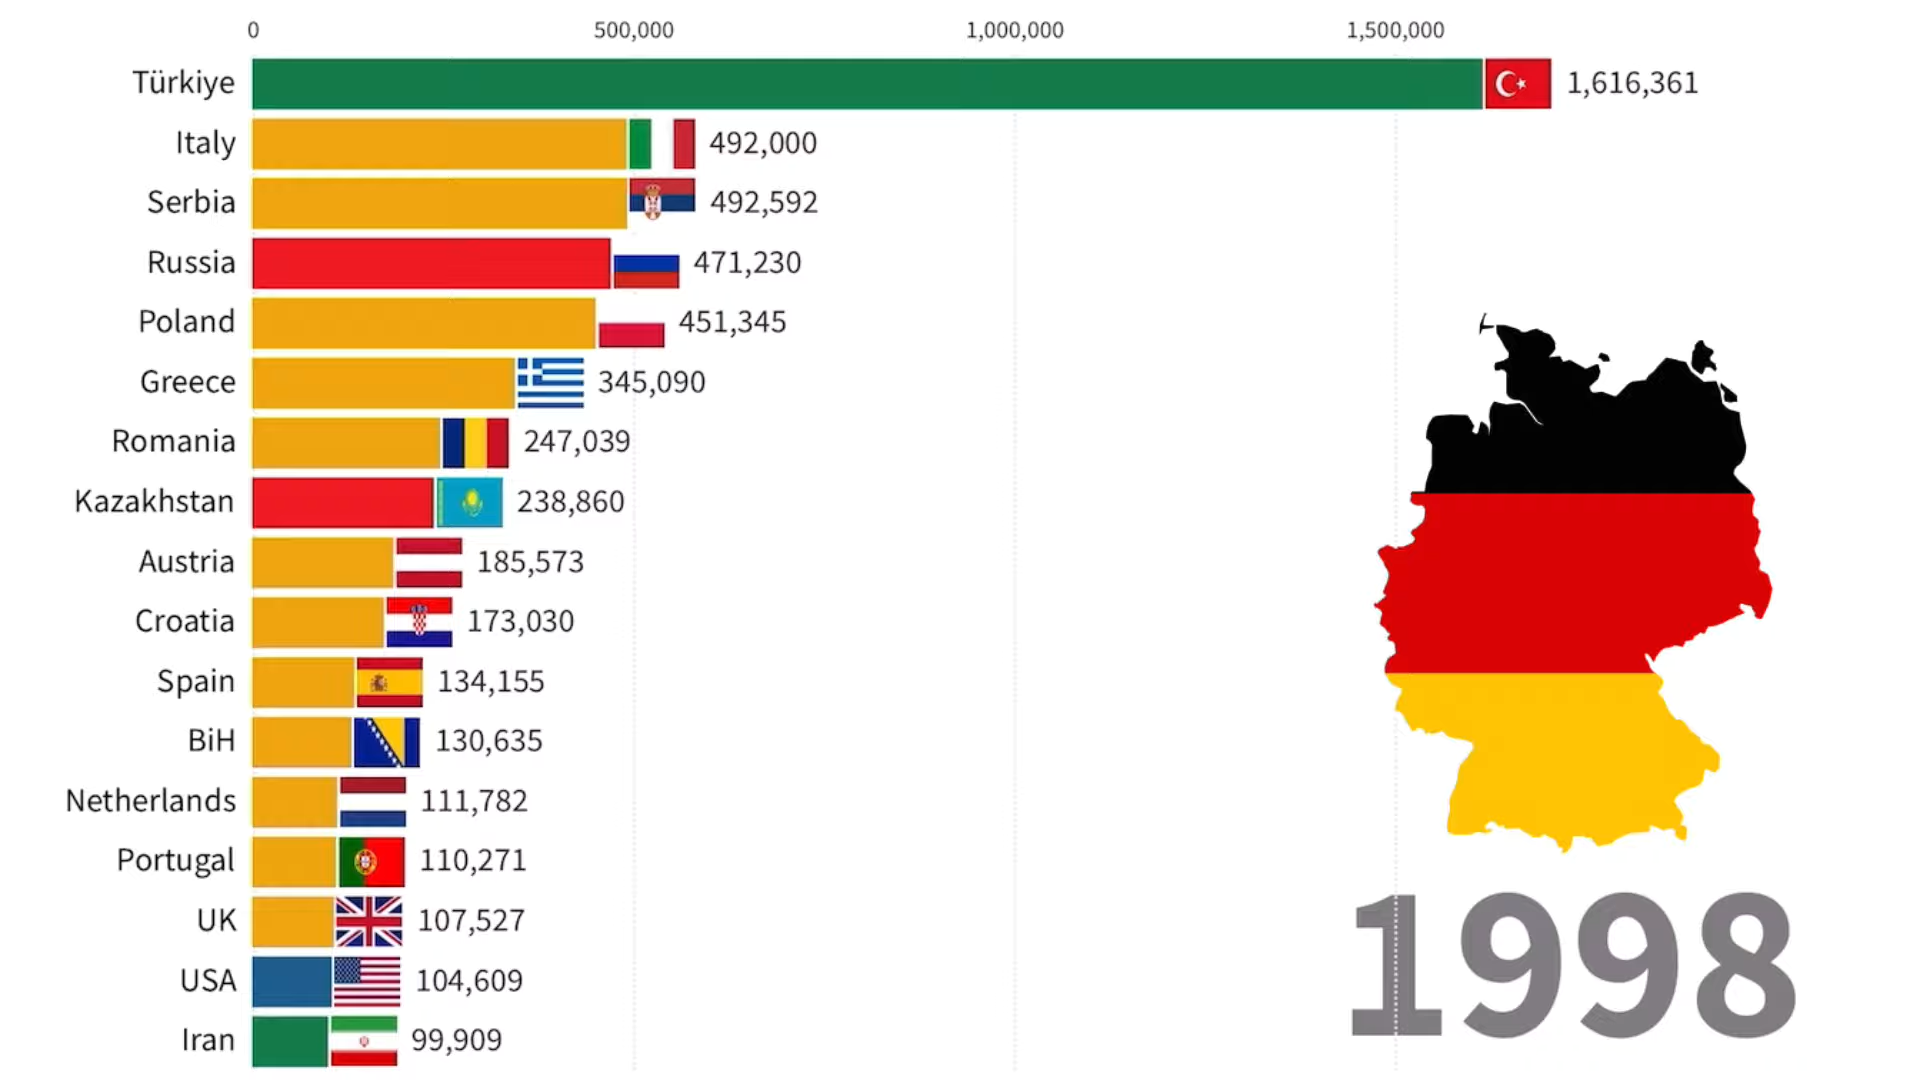 0 500,000 1,000,000 1,500,000
Türkiye 1,616,361
Italy 492,000
Serbia 492,592
Russia 471,230
Poland 451,345
Greece 345,090
Romania 247,039
Kazakhstan 238,860
Austria 185,573
Croatia 173,030
Spain 134,155
BiH 130,635
Netherlands 111,782
Portugal 110,271
UK 107,527
USA 104,609
Iran 99,909
1998